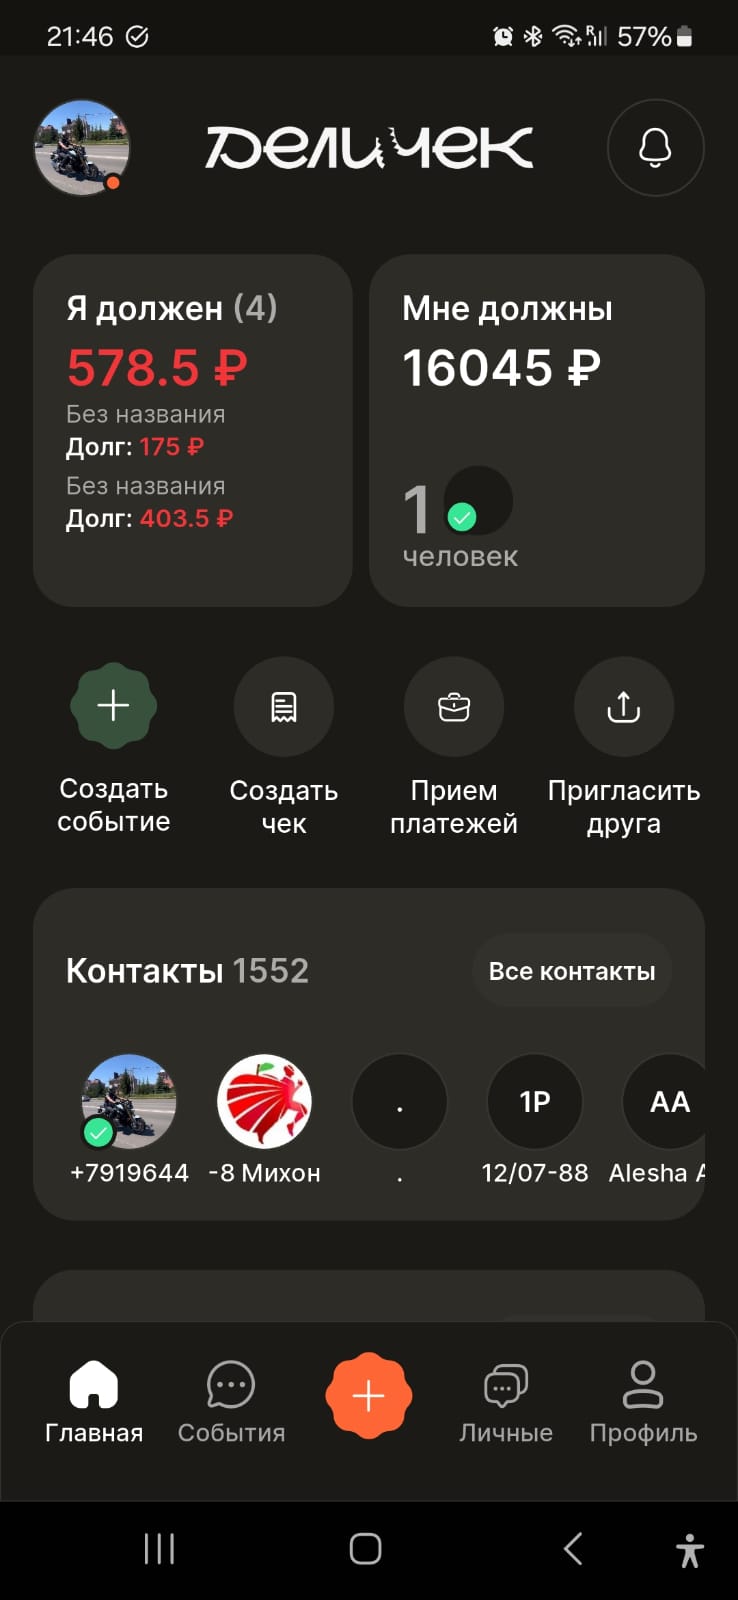 21:46
57%
Деличек
Я должен (4)
578.5 ₽
Без названия
Долг: 175 ₽
Без названия
Долг: 403.5 ₽
Мне должны
16045 ₽
1
человек
Создать
событие
Создать
чек
Прием
платежей
Пригласить
друга
Контакты 1552
Все контакты
.
1P
AA
+7919644
-8 Михон
.
12/07-88
Alesha A
Главная
События
Личные
Профиль